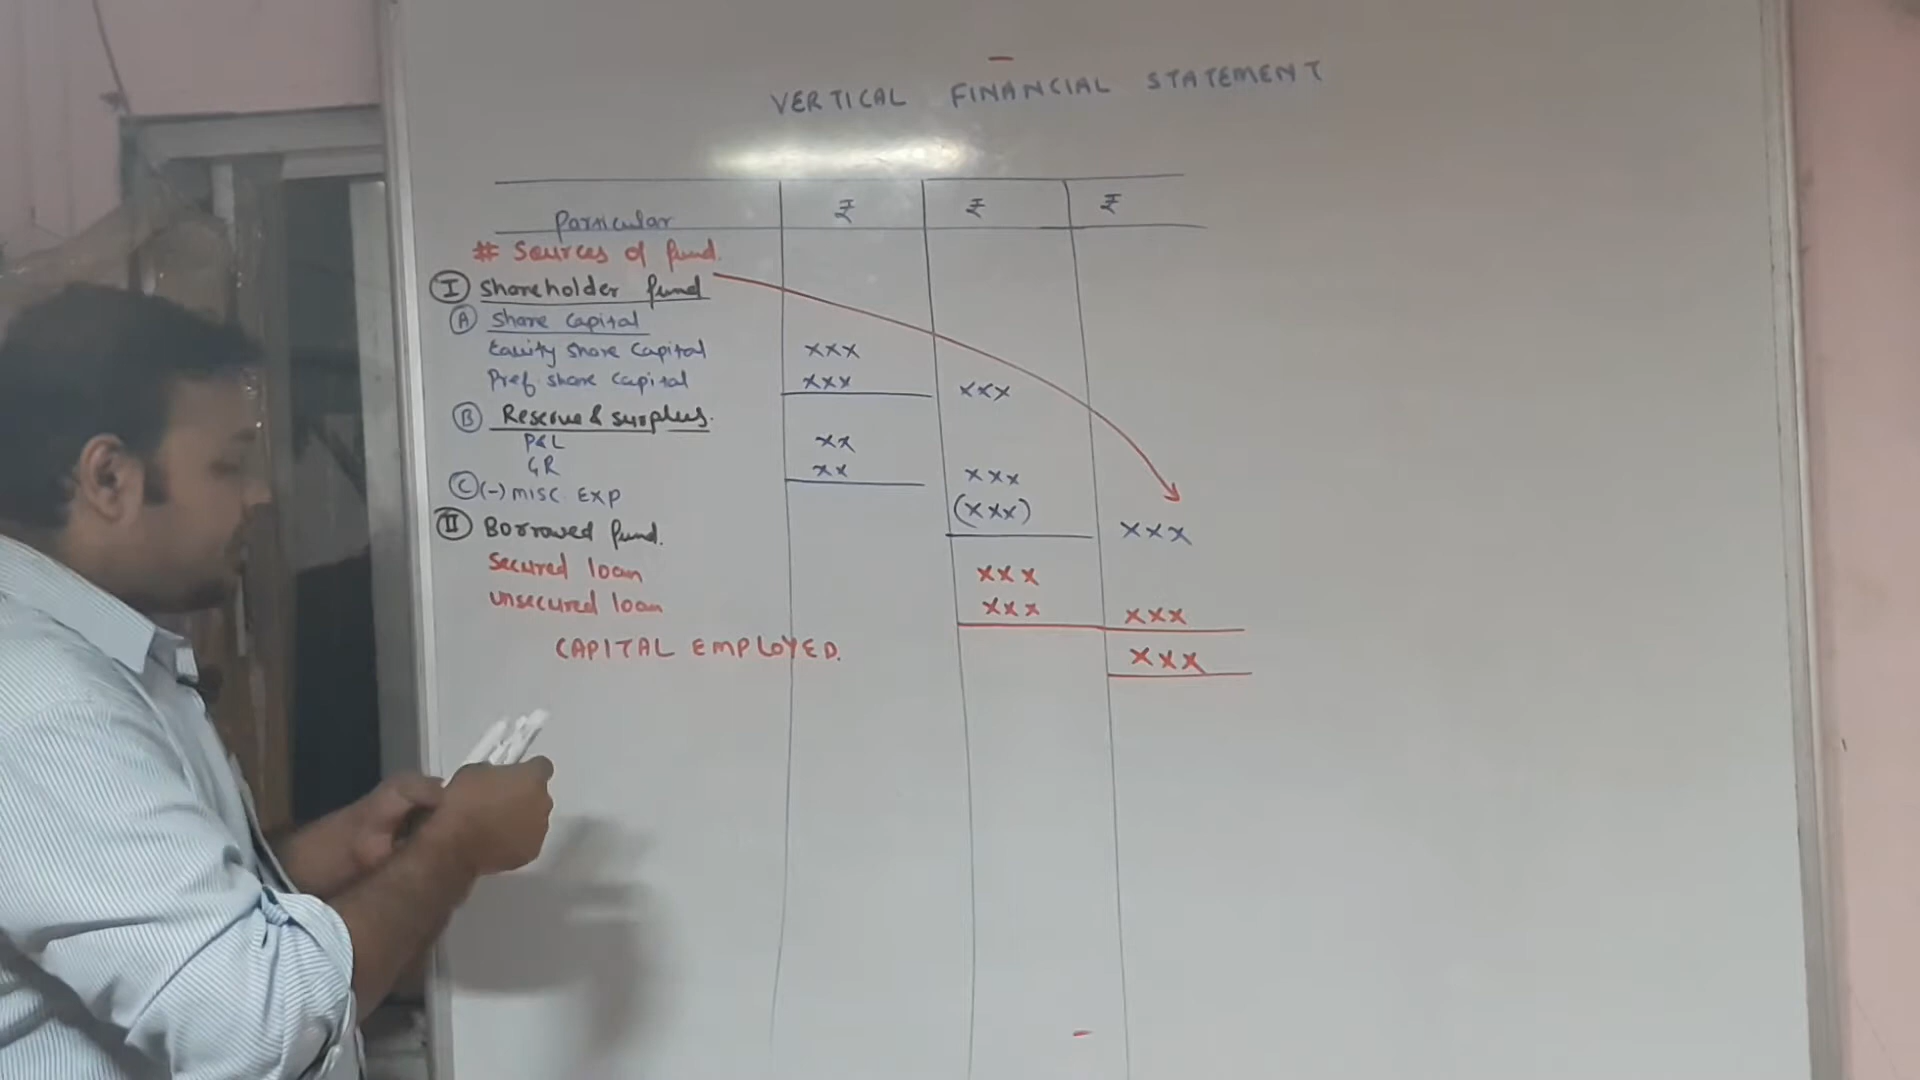 VERTICAL FINANCIAL STATEMENT
Particular ₹ ₹ ₹
# Sources of fund.
I Shareholder fund
A Share Capital
Equity Share Capital xxx
Pref. Share Capital xxx xxx
B Reserve & Surplus.
P&L xx
GR xx xxx
C (-) MISC EXP (xxx) xxx
II Borrowed fund.
Secured loan xxx
Unsecured loan xxx xxx
CAPITAL EMPLOYED. xxx